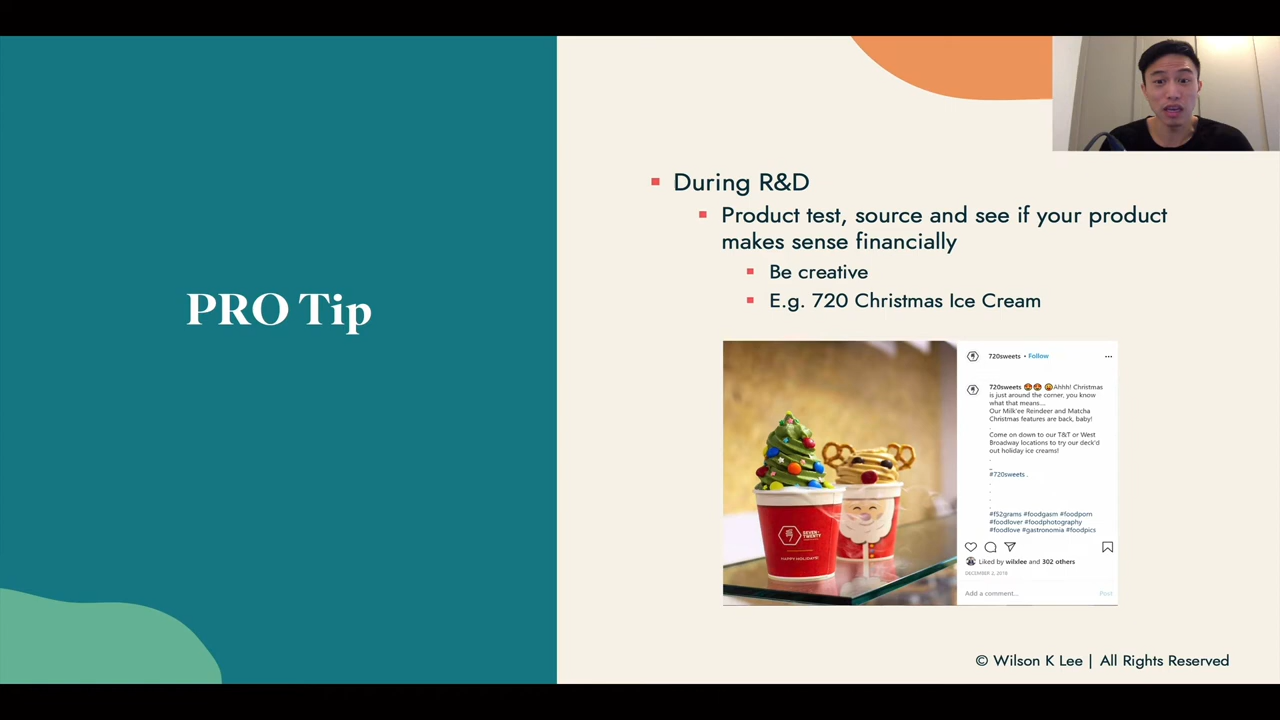 PRO Tip
During R&D
Product test, source and see if your product
makes sense financially
Be creative
E.g. 720 Christmas Ice Cream
SEVEN+
TWENTY
HAPPY HOLIDAYS!
720sweets • Follow
720sweets 😍😍😍Ahhh! Christmas
is just around the corner, you know
what that means....
Our Milk'ee Reindeer and Matcha
Christmas features are back, baby!
.
Come on down to our T&T or West
Broadway locations to try our deck'd
out holiday ice creams!
.
.
#720sweets .
.
.
.
.
#f52grams #foodgasm #foodporn
#foodlover #foodphotography
#foodlove #gastronomia #foodpics
Liked by wilxlee and 302 others
DECEMBER 2, 2018
Add a comment...
Post
© Wilson K Lee | All Rights Reserved